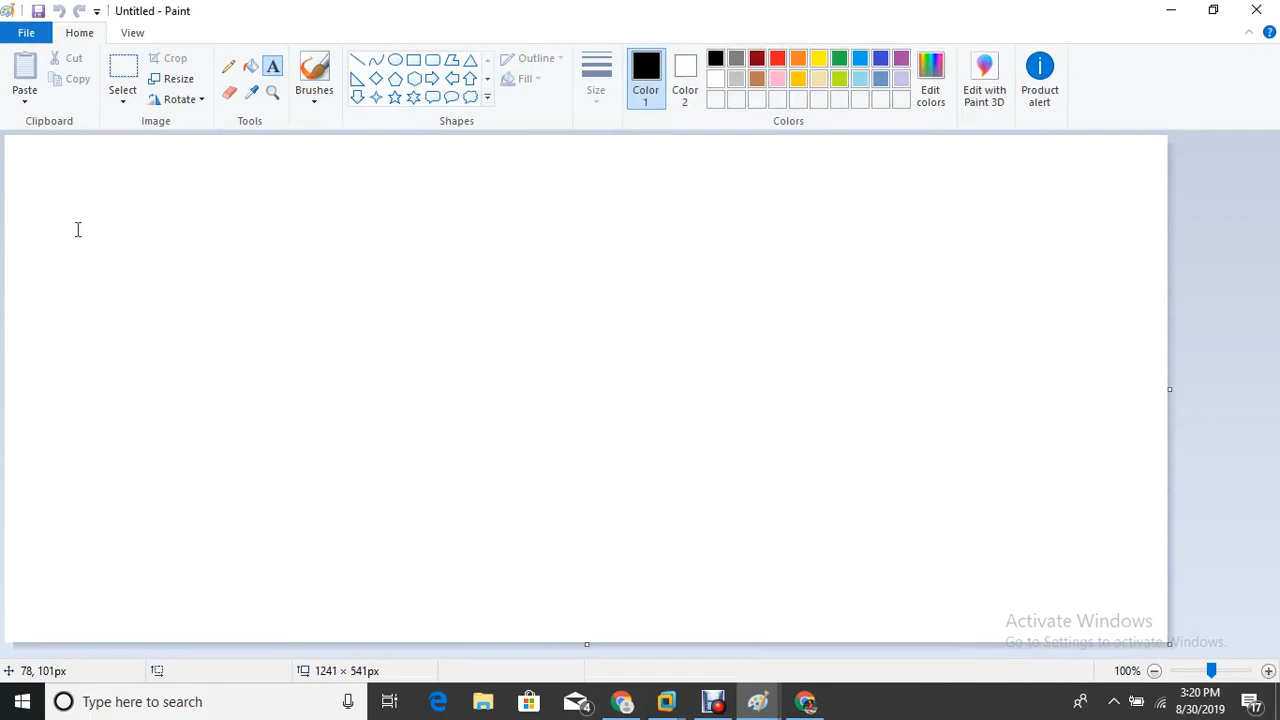 Untitled - Paint
File Home View
Paste
Cut
Copy
Clipboard
Select
Crop
Resize
Rotate
Image
A
Tools
Brushes
Shapes
Outline
Fill
Size
Color 1
Color 2
Edit colors
Colors
Edit with Paint 3D
Product alert
Activate Windows
Go to Settings to activate Windows.
78, 101px
1241 × 541px
100%
Type here to search
4
3:20 PM
8/30/2019
17